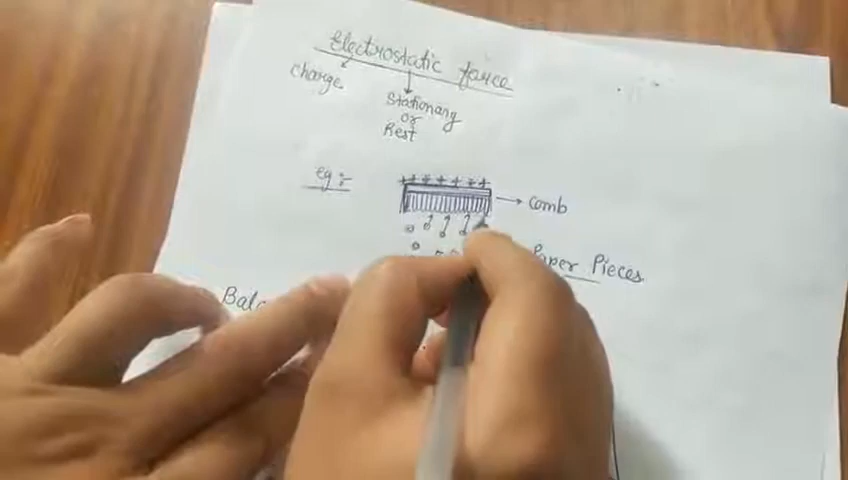 Electrostatic force
Charge
Stationary
or
Rest
eg :-
+ + + + + +
Comb
Paper Pieces